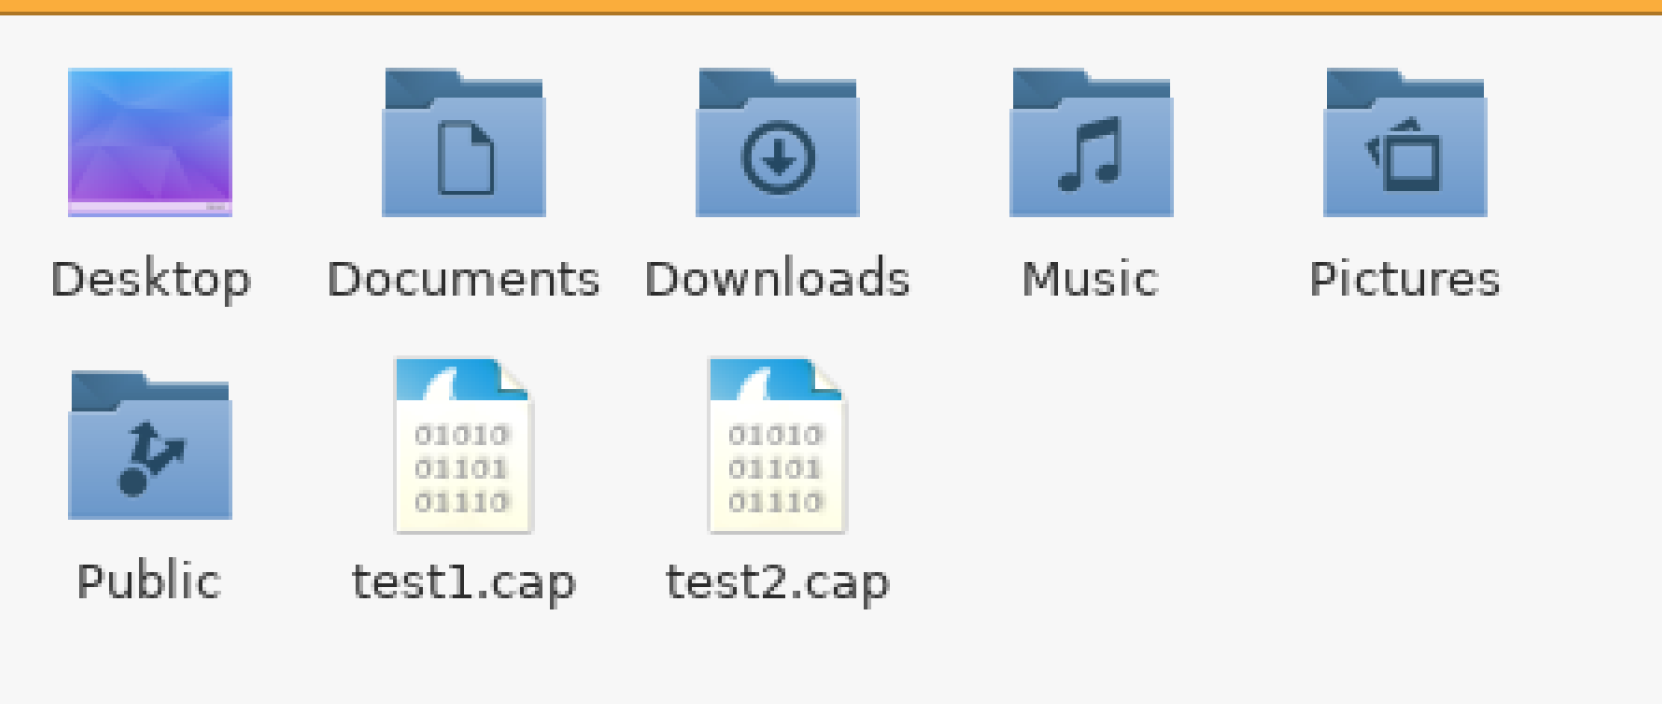 Desktop Documents Downloads Music Pictures
01010 01010
01101 01101
01110 01110
Public test1.cap test2.cap